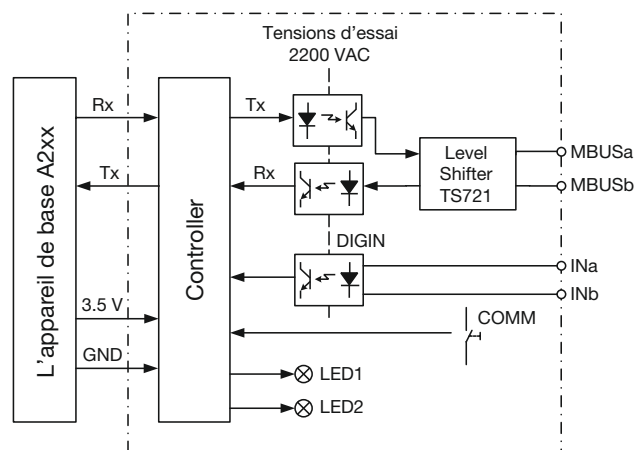 Tensions d'essai
2200 VAC
L'appareil de base A2xx
Rx
Tx
3.5 V
GND
Controller
Tx
Rx
DIGIN
Level
Shifter
TS721
MBUSa
MBUSb
INa
INb
COMM
LED1
LED2